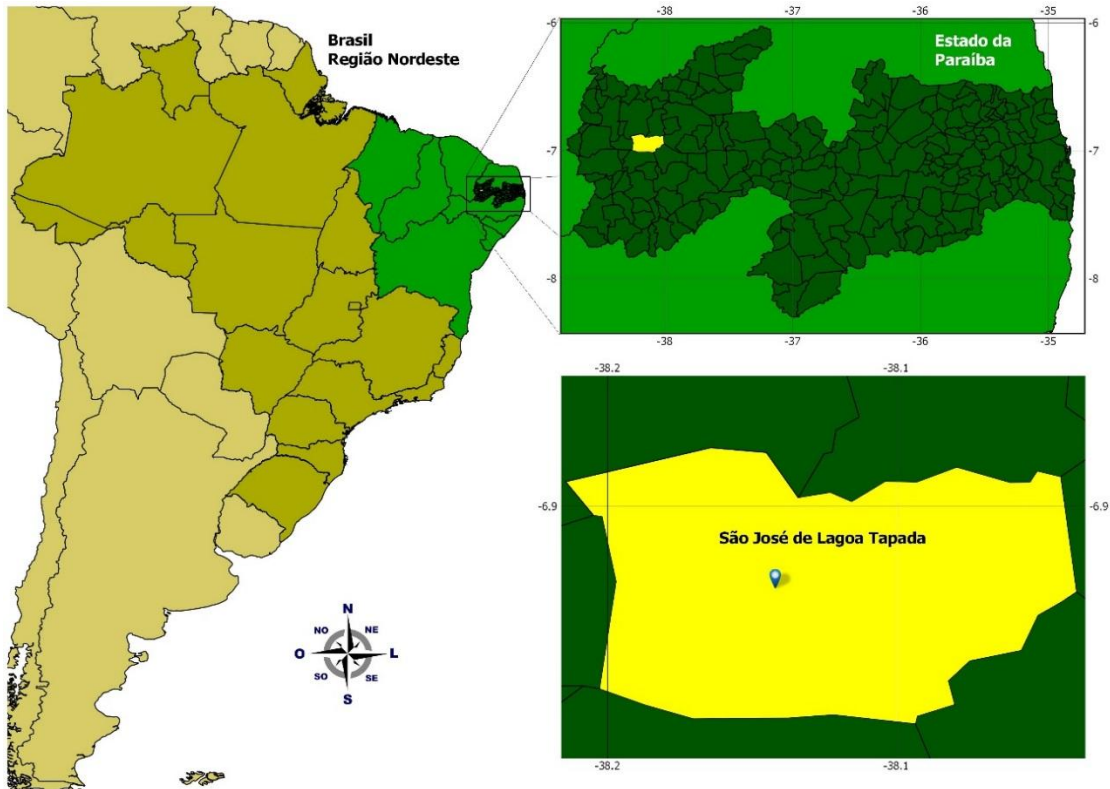 Brasil
Região Nordeste
N
NO NE
O L
SO SE
S
-38 -37 -36 -35
-6 -6
Estado da
Paraíba
-7 -7
-8 -8
-38 -37 -36 -35
-38.2 -38.1
-6.9 -6.9
São José de Lagoa Tapada
-38.2 -38.1